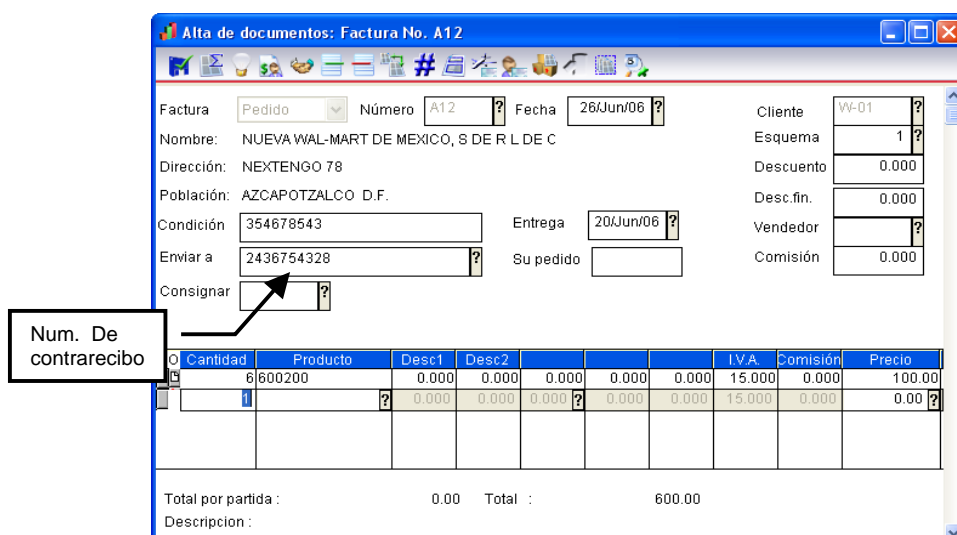 Alta de documentos: Factura No. A12
Factura Pedido Número A12 ? Fecha 26/Jun/06 ? Cliente W-01 ?
Nombre: NUEVA WAL-MART DE MEXICO, S DE R L DE C Esquema 1 ?
Dirección: NEXTENGO 78 Descuento 0.000
Población: AZCAPOTZALCO D.F. Desc.fin. 0.000
Condición 354678543 Entrega 20/Jun/06 ? Vendedor ?
Enviar a 2436754328 ? Su pedido Comisión 0.000
Consignar ?
Num. De
contrarecibo
O Cantidad Producto Desc1 Desc2 I.V.A. Comisión Precio
6 600200 0.000 0.000 0.000 0.000 0.000 15.000 0.000 100.00
1 ? 0.000 0.000 0.000 ? 0.000 0.000 15.000 0.000 0.00 ?
Total por partida : 0.00 Total : 600.00
Descripcion :